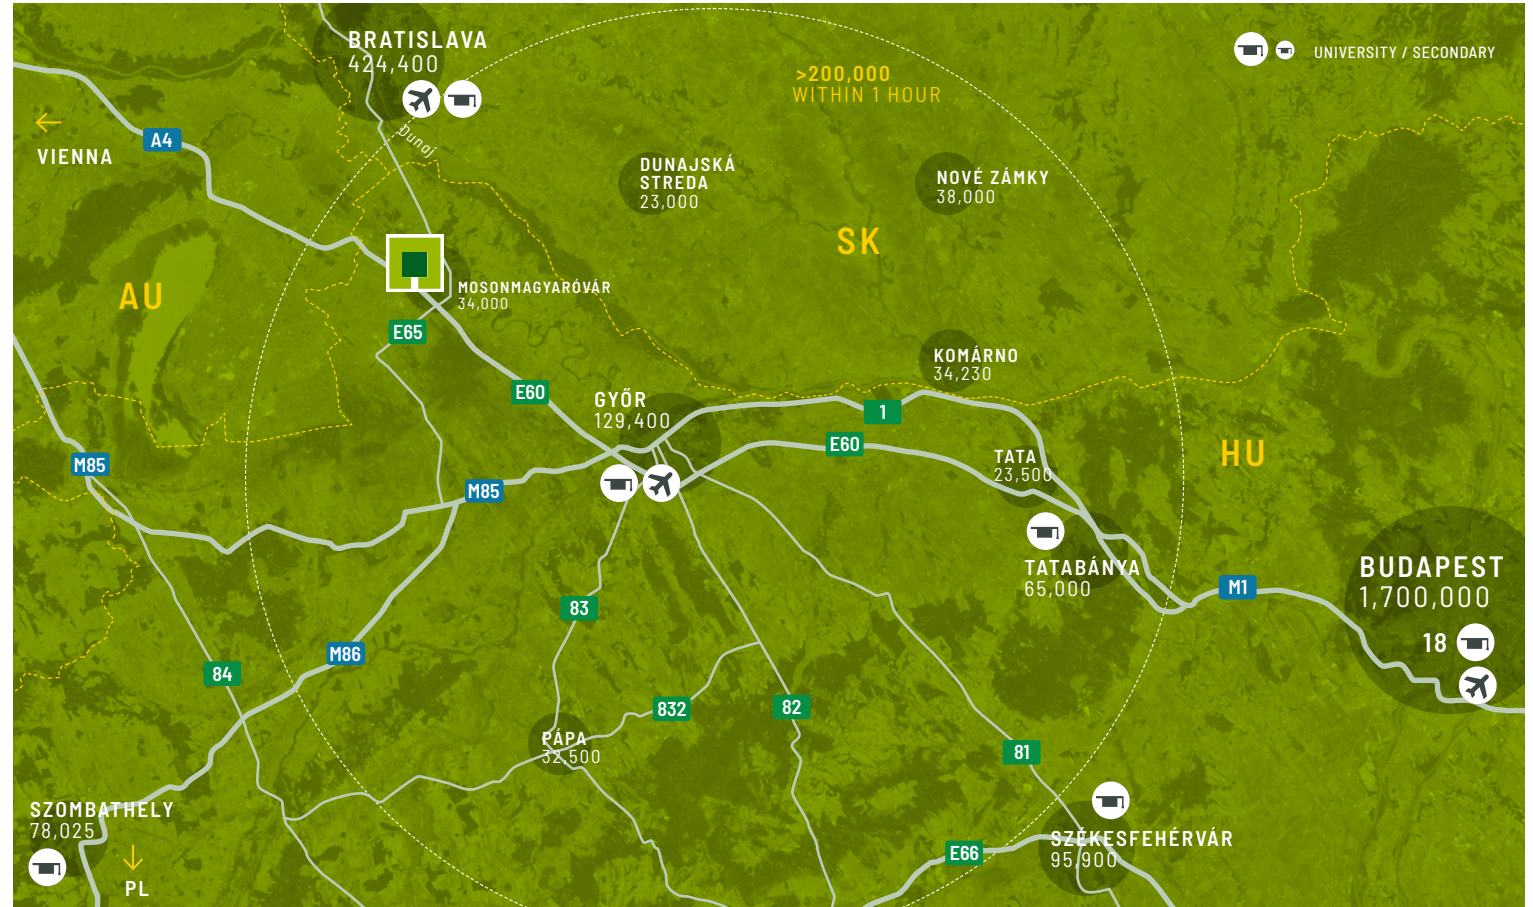 BRATISLAVA
424,400
>200,000
WITHIN 1 HOUR
UNIVERSITY / SECONDARY
VIENNA
A4
Dunaj
DUNAJSKÁ
STREDA
23,000
NOVÉ ZÁMKY
38,000
SK
AU
MOSONMAGYARÓVÁR
34,000
E65
E60
GYŐR
129,400
KOMÁRNO
34,230
1
E60
HU
M85
M85
TATA
23,500
TATABÁNYA
65,000
M1
BUDAPEST
1,700,000
18
83
M86
84
832
82
PÁPA
32,500
81
SZOMBATHELY
78,025
PL
E66
SZÉKESFEHÉRVÁR
95,900